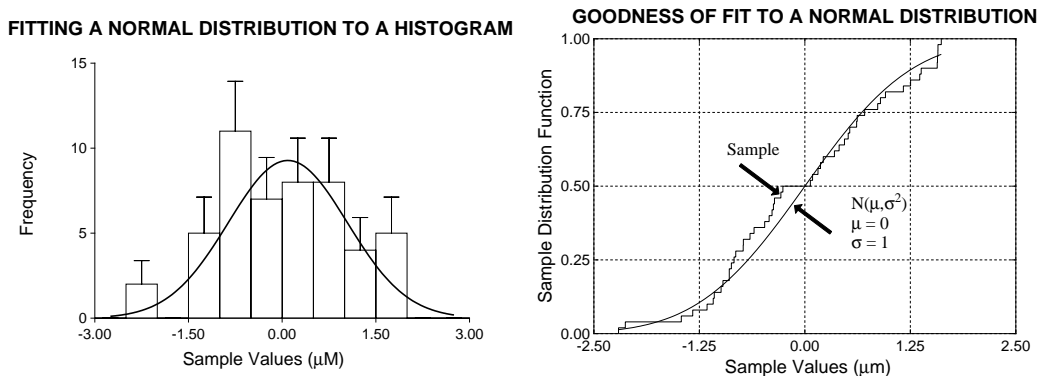 FITTING A NORMAL DISTRIBUTION TO A HISTOGRAM
15
10
5
0
Frequency
-3.00 -1.50 0.00 1.50 3.00
Sample Values (μM)
GOODNESS OF FIT TO A NORMAL DISTRIBUTION
1.00
0.75
0.50
0.25
0.00
Sample Distribution Function
Sample
N(μ,σ²)
μ = 0
σ = 1
-2.50 -1.25 0.00 1.25 2.50
Sample Values (μm)